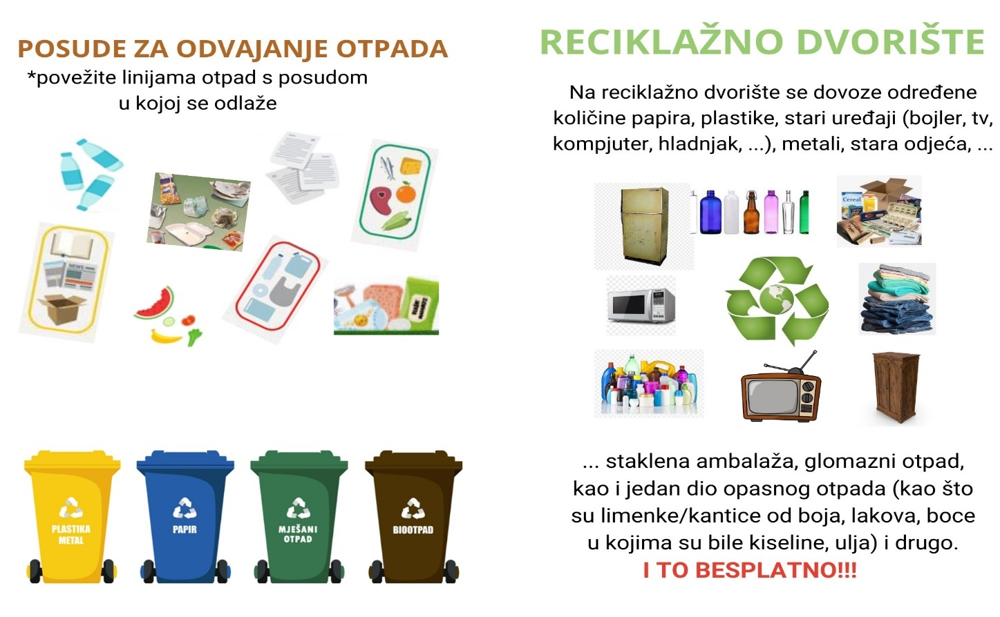 POSUDE ZA ODVAJANJE OTPADA
*povežite linijama otpad s posudom
u kojoj se odlaže
NEWS
PLASTIKA
METAL
PAPIR
MJEŠANI
OTPAD
BIOOTPAD
RECIKLAŽNO DVORIŠTE
Na reciklažno dvorište se dovoze određene
količine papira, plastike, stari uređaji (bojler, tv,
kompjuter, hladnjak, ...), metali, stara odjeća, ...
Cereal
... staklena ambalaža, glomazni otpad,
kao i jedan dio opasnog otpada (kao što
su limenke/kantice od boja, lakova, boce
u kojima su bile kiseline, ulja) i drugo.
I TO BESPLATNO!!!